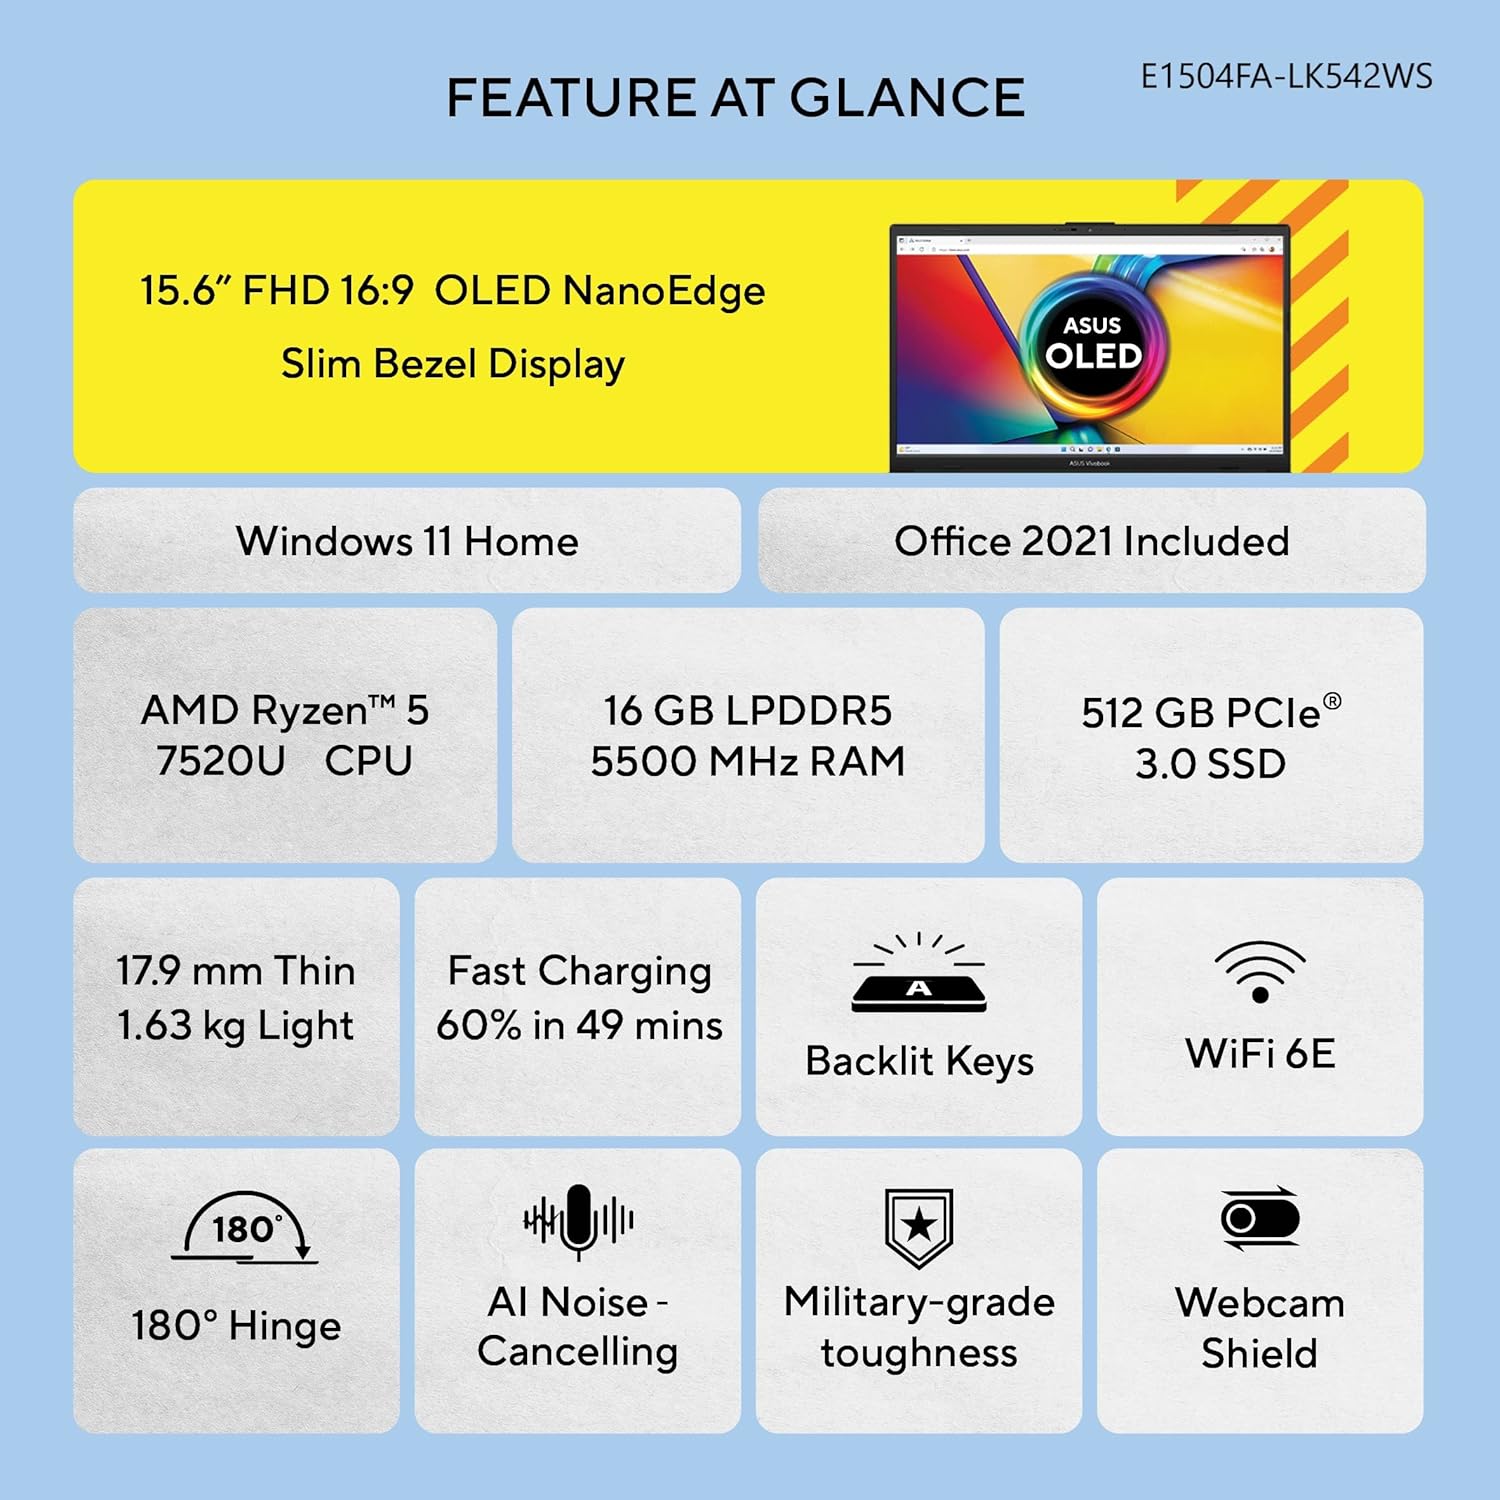 FEATURE AT GLANCE
E1504FA-LK542WS
15.6” FHD 16:9 OLED NanoEdge
Slim Bezel Display
ASUS
OLED
ASUS Vivobook
Windows 11 Home
Office 2021 Included
AMD Ryzen™ 5
7520U CPU
16 GB LPDDR5
5500 MHz RAM
512 GB PCIe®
3.0 SSD
17.9 mm Thin
1.63 kg Light
Fast Charging
60% in 49 mins
A
Backlit Keys
WiFi 6E
180°
180° Hinge
AI Noise-
Cancelling
Military-grade
toughness
Webcam
Shield